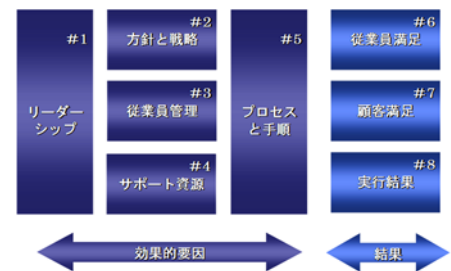 #1
リーダー
シップ
#2
方針と戦略
#3
従業員管理
#4
サポート資源
#5
プロセス
と手順
#6
従業員満足
#7
顧客満足
#8
実行結果
効果的要因
結果